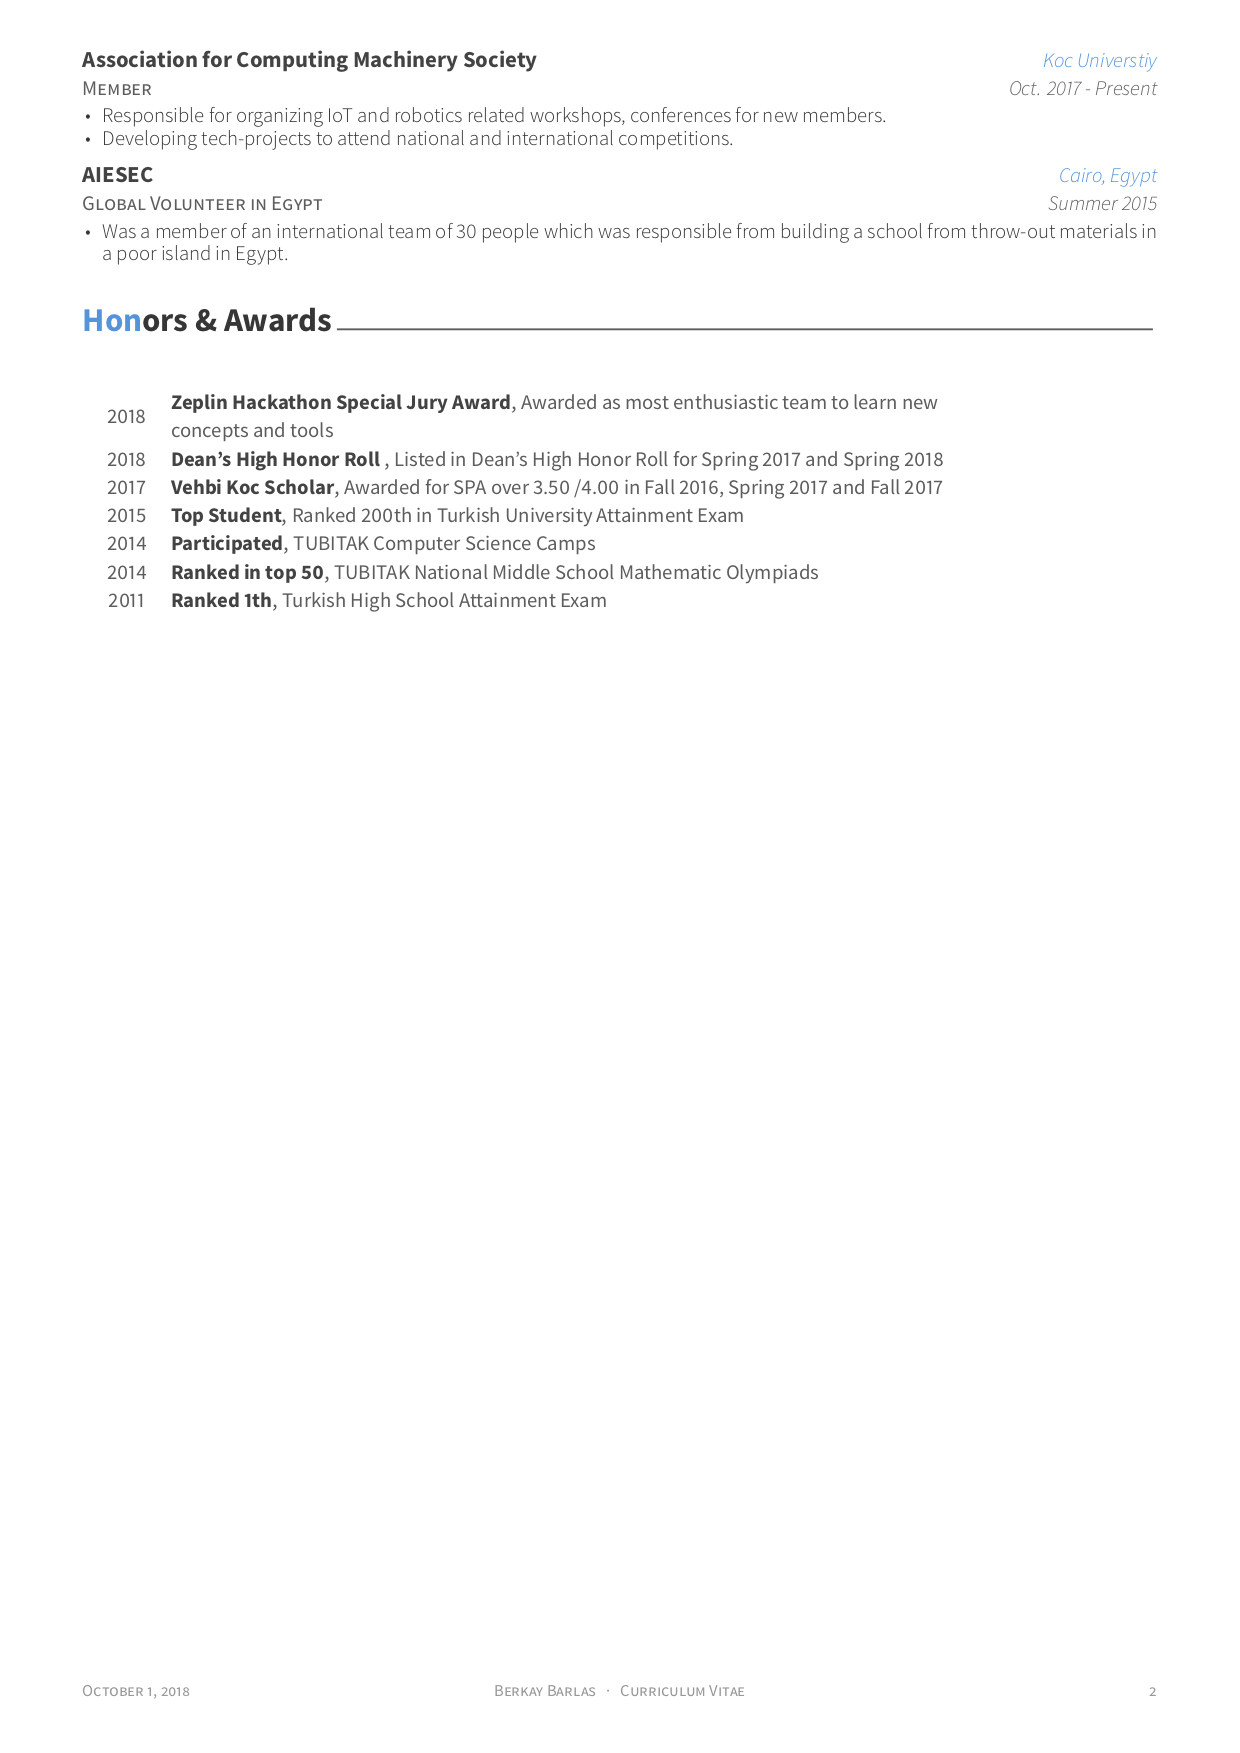 Association for Computing Machinery Society Koc Universtiy
Member Oct. 2017 - Present
• Responsible for organizing IoT and robotics related workshops, conferences for new members.
• Developing tech-projects to attend national and international competitions.
AIESEC Cairo, Egypt
Global Volunteer in Egypt Summer 2015
• Was a member of an international team of 30 people which was responsible from building a school from throw-out materials in
a poor island in Egypt.
Honors & Awards
2018 Zeplin Hackathon Special Jury Award, Awarded as most enthusiastic team to learn new
concepts and tools
2018 Dean’s High Honor Roll , Listed in Dean’s High Honor Roll for Spring 2017 and Spring 2018
2017 Vehbi Koc Scholar, Awarded for SPA over 3.50 /4.00 in Fall 2016, Spring 2017 and Fall 2017
2015 Top Student, Ranked 200th in Turkish University Attainment Exam
2014 Participated, TUBITAK Computer Science Camps
2014 Ranked in top 50, TUBITAK National Middle School Mathematic Olympiads
2011 Ranked 1th, Turkish High School Attainment Exam
October 1, 2018 Berkay Barlas · Curriculum Vitae 2